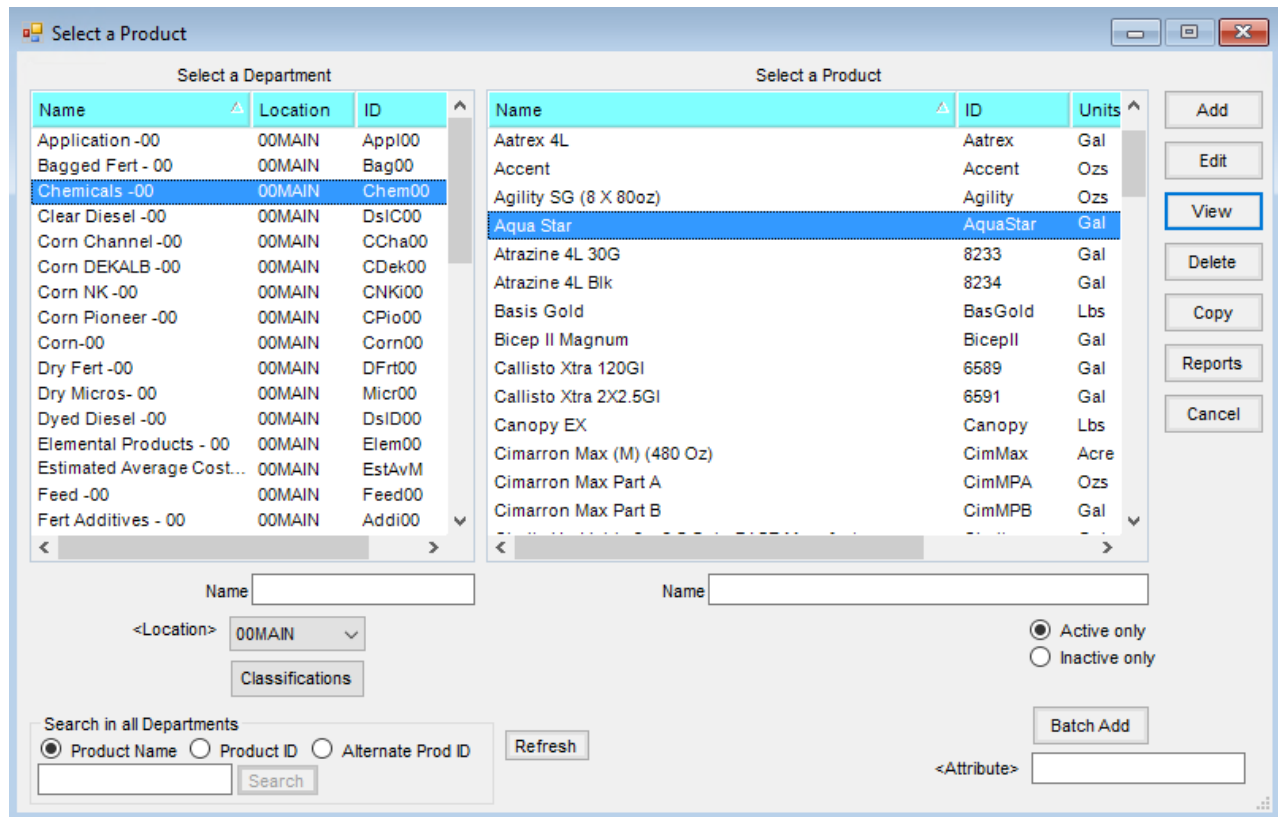 Select a Product
Select a Department
Name Location ID
Application -00 00MAIN Appl00
Bagged Fert - 00 00MAIN Bag00
Chemicals -00 00MAIN Chem00
Clear Diesel -00 00MAIN DslC00
Corn Channel -00 00MAIN CCha00
Corn DEKALB -00 00MAIN CDek00
Corn NK -00 00MAIN CNKi00
Corn Pioneer -00 00MAIN CPio00
Corn-00 00MAIN Corn00
Dry Fert -00 00MAIN DFrt00
Dry Micros- 00 00MAIN Micr00
Dyed Diesel -00 00MAIN DslD00
Elemental Products - 00 00MAIN Elem00
Estimated Average Cost... 00MAIN EstAvM
Feed -00 00MAIN Feed00
Fert Additives - 00 00MAIN Addi00
Select a Product
Name ID Units
Aatrex 4L Aatrex Gal
Accent Accent Ozs
Agility SG (8 X 80oz) Agility Ozs
Aqua Star AquaStar Gal
Atrazine 4L 30G 8233 Gal
Atrazine 4L Blk 8234 Gal
Basis Gold BasGold Lbs
Bicep II Magnum BicepII Gal
Callisto Xtra 120Gl 6589 Gal
Callisto Xtra 2X2.5Gl 6591 Gal
Canopy EX Canopy Lbs
Cimarron Max (M) (480 Oz) CimMax Acre
Cimarron Max Part A CimMPA Ozs
Cimarron Max Part B CimMPB Gal
Add
Edit
View
Delete
Copy
Reports
Cancel
Name
Name
<Location> 00MAIN
Classifications
Active only
Inactive only
Search in all Departments
Product Name Product ID Alternate Prod ID
Search
Refresh
Batch Add
<Attribute>